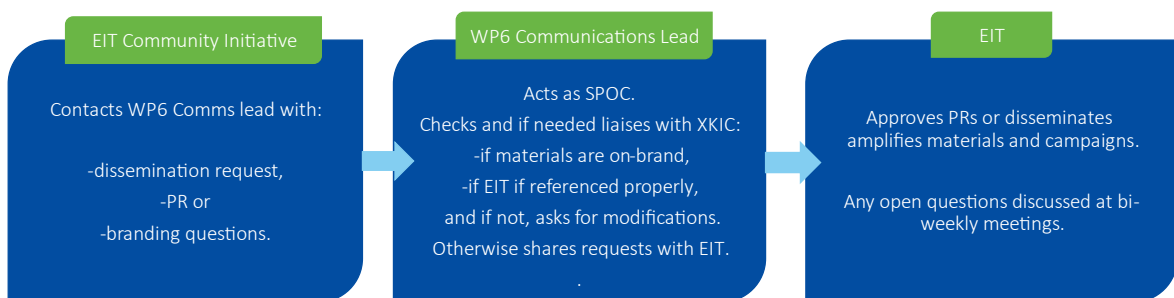 EIT Community Initiative
Contacts WP6 Comms lead with:
-dissemination request,
-PR or
-branding questions.
WP6 Communications Lead
Acts as SPOC.
Checks and if needed liaises with XKIC:
-if materials are on-brand,
-if EIT if referenced properly,
and if not, asks for modifications.
Otherwise shares requests with EIT.
.
EIT
Approves PRs or disseminates
amplifies materials and campaigns.
Any open questions discussed at bi-
weekly meetings.